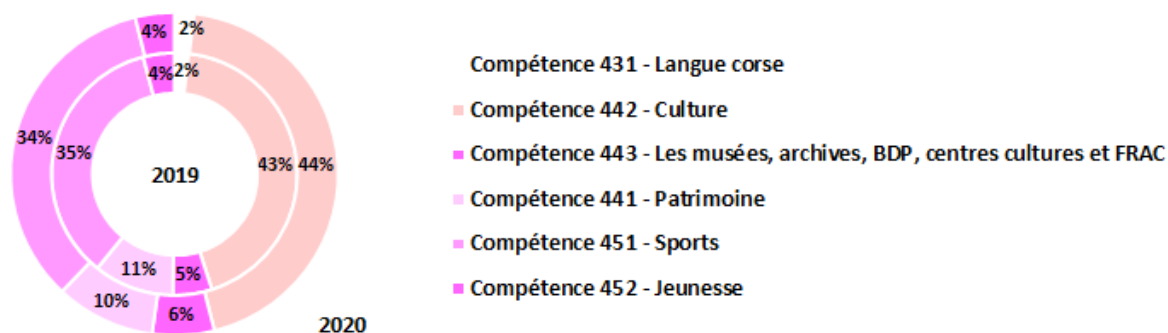 4%
2%
4%
2%
34%
35%
2019
43%
44%
11%
5%
10%
6%
2020
Compétence 431 - Langue corse
Compétence 442 - Culture
Compétence 443 - Les musées, archives, BDP, centres cultures et FRAC
Compétence 441 - Patrimoine
Compétence 451 - Sports
Compétence 452 - Jeunesse